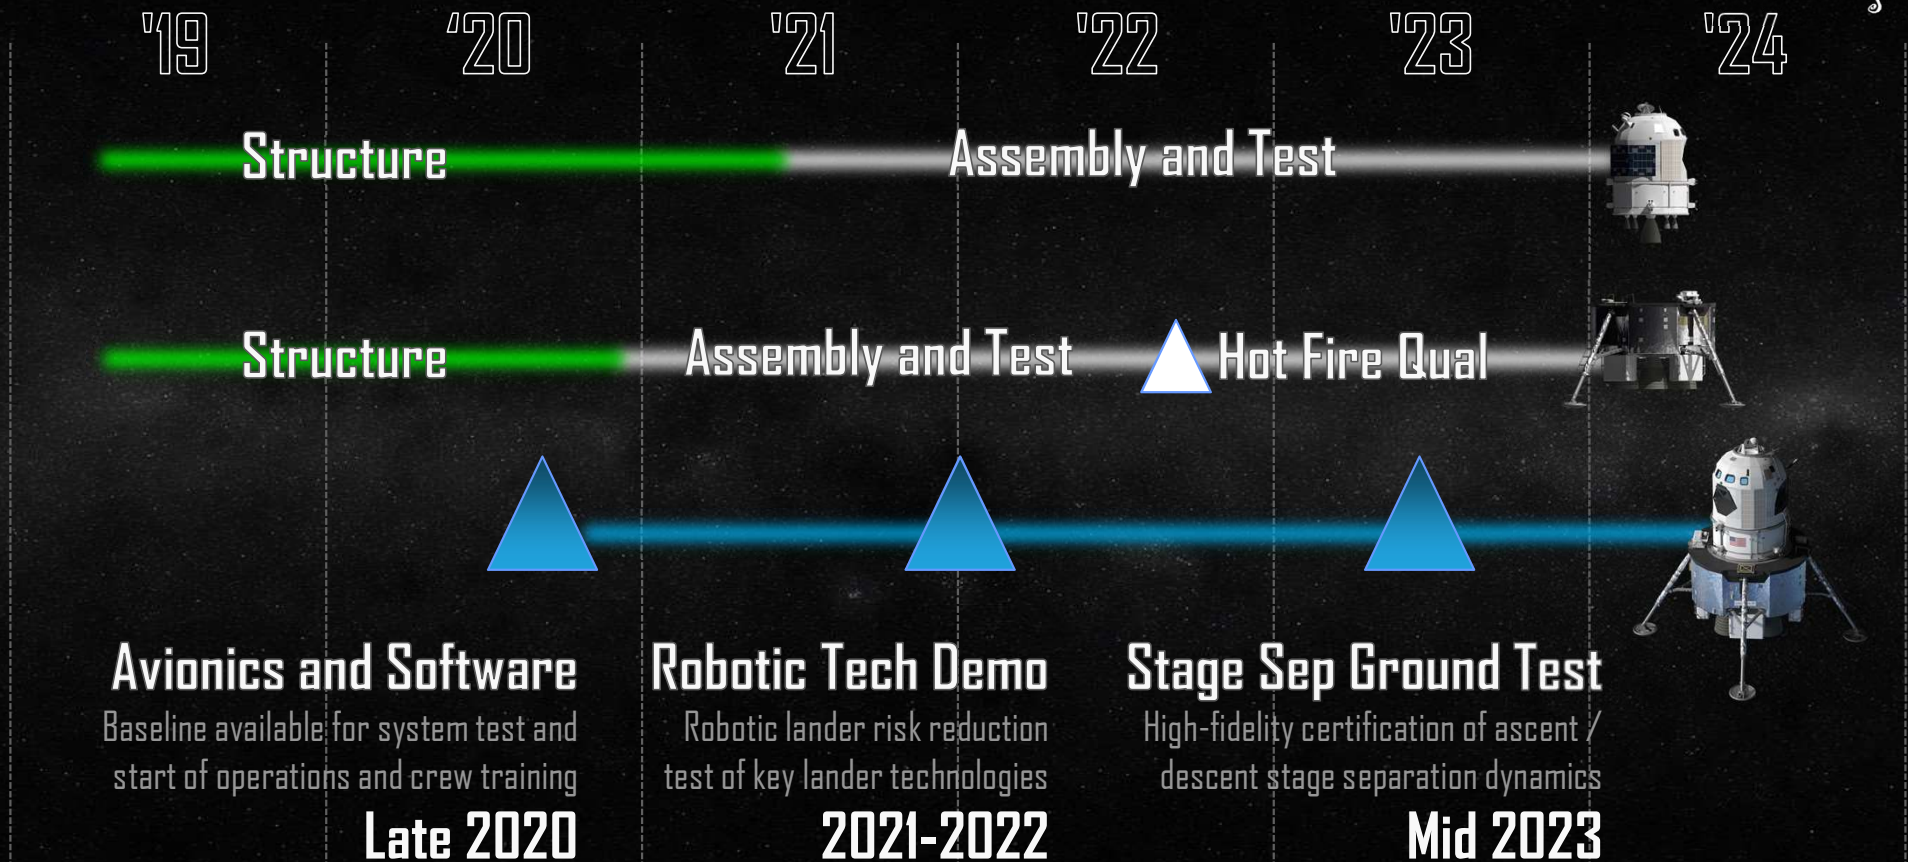 '19 '20 '21 '22 '23 '24
Structure Assembly and Test
Structure Assembly and Test Hot Fire Qual
Avionics and Software
Baseline available for system test and
start of operations and crew training
Late 2020
Robotic Tech Demo
Robotic lander risk reduction
test of key lander technologies
2021-2022
Stage Sep Ground Test
High-fidelity certification of ascent /
descent stage separation dynamics
Mid 2023